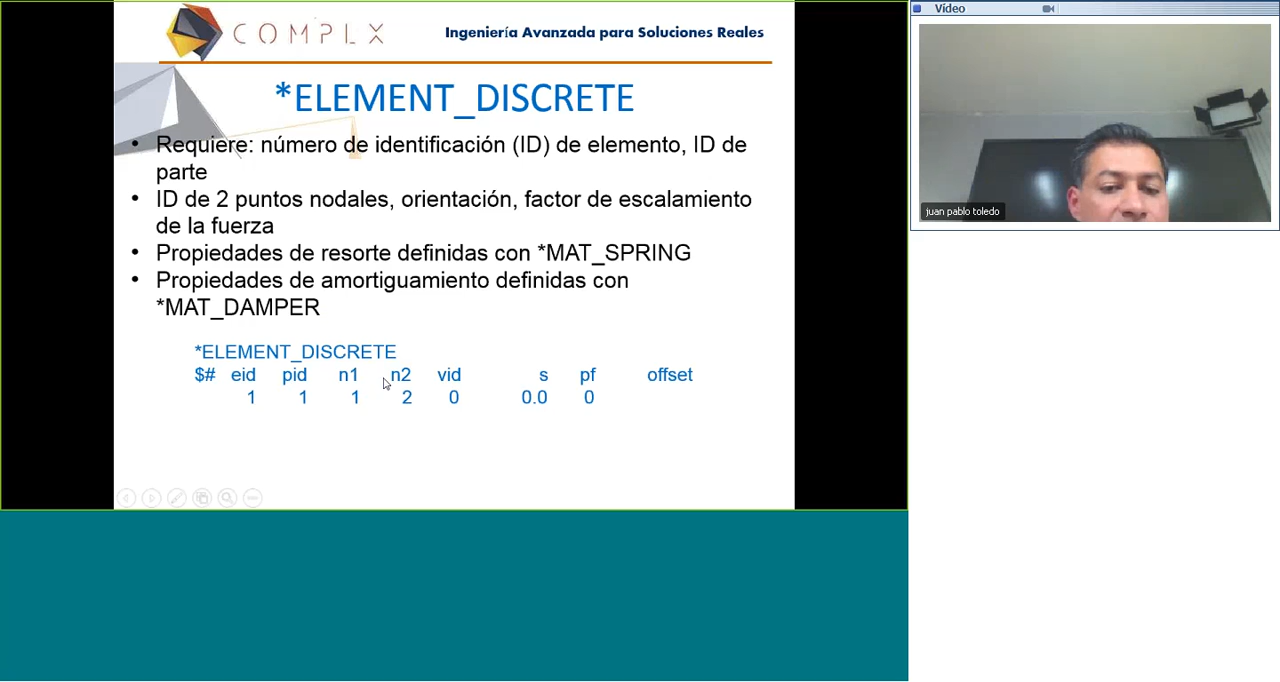 COMPLX
Ingeniería Avanzada para Soluciones Reales
*ELEMENT_DISCRETE
• Requiere: número de identificación (ID) de elemento, ID de
parte
• ID de 2 puntos nodales, orientación, factor de escalamiento
de la fuerza
• Propiedades de resorte definidas con *MAT_SPRING
• Propiedades de amortiguamiento definidas con
*MAT_DAMPER
*ELEMENT_DISCRETE
$# eid pid n1 n2 vid s pf offset
1 1 1 2 0 0.0 0
Vídeo
juan pablo toledo